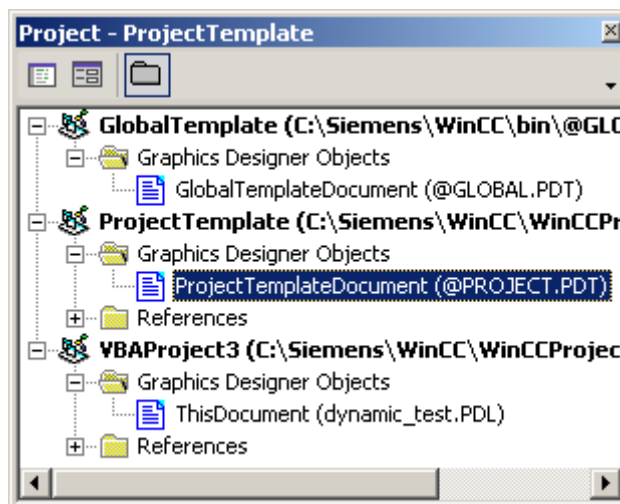 Project - ProjectTemplate
GlobalTemplate (C:\Siemens\WinCC\bin\@GLO
Graphics Designer Objects
GlobalTemplateDocument (@GLOBAL.PDT)
ProjectTemplate (C:\Siemens\WinCC\WinCCPr
Graphics Designer Objects
ProjectTemplateDocument (@PROJECT.PDT)
References
VBAProject3 (C:\Siemens\WinCC\WinCCProjec
Graphics Designer Objects
ThisDocument (dynamic_test.PDL)
References